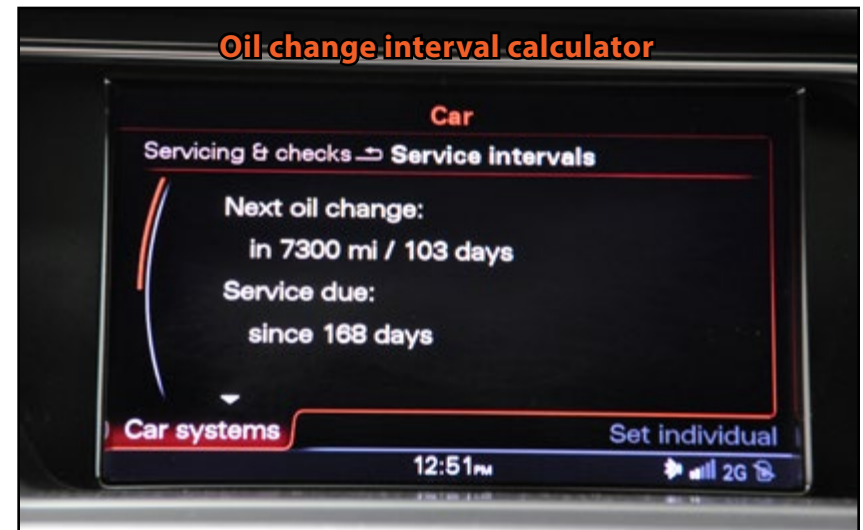 Oil change interval calculator
Car
Servicing & checks Service intervals
Next oil change:
in 7300 mi / 103 days
Service due:
since 168 days
Car systems
Set individual
12:51PM
2G